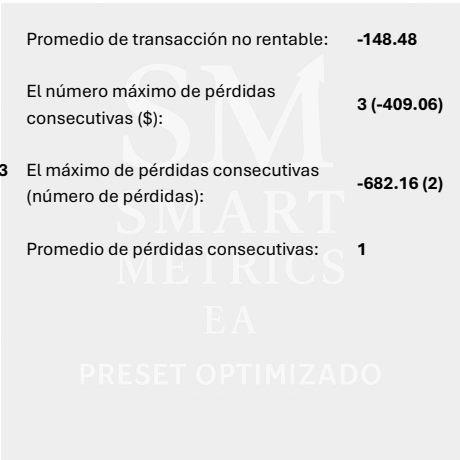 Promedio de transacción no rentable: -148.48
El número máximo de pérdidas
consecutivas ($): 3 (-409.06)
3 El máximo de pérdidas consecutivas
(número de pérdidas): -682.16 (2)
Promedio de pérdidas consecutivas: 1
SM
SMART
METRICS
EA
PRESET OPTIMIZADO